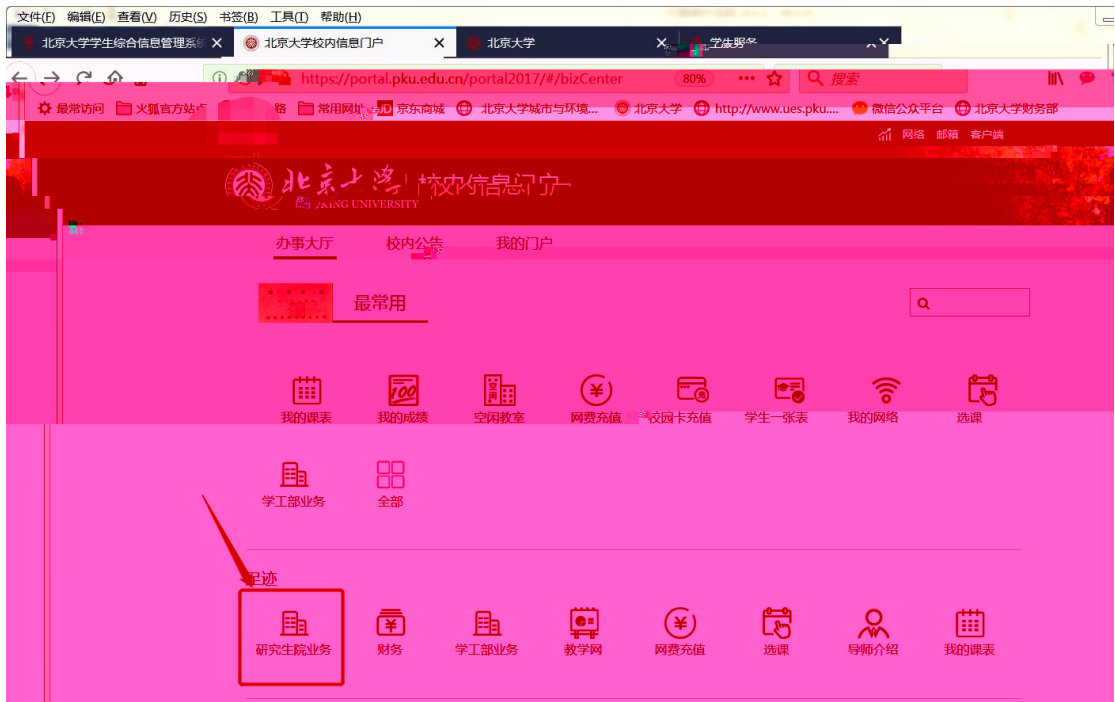 文件(F) 编辑(E) 查看(V) 历史(S) 书签(B) 工具(T) 帮助(H)
北京大学学生综合信息管理系统 北京大学校内信息门户 北京大学
https://portal.pku.edu.cn/portal2017/#/bizCenter 80% 搜索
最常访问 火狐官方站点 常用网址 JD 京东商城 北京大学城市与环境... 北京大学 http://www.ues.pku.... 微信公众平台 北京大学财务部
网络 邮箱 客户端
北京大学 校内信息门户
PEKING UNIVERSITY
办事大厅 校内公告 我的门户
最常用
我的课表 我的成绩 空闲教室 网费充值 校园卡充值 学生一张表 我的网络 选课
学工部业务 全部
足迹
研究生院业务 财务 学工部业务 教学网 网费充值 选课 导师介绍 我的课表